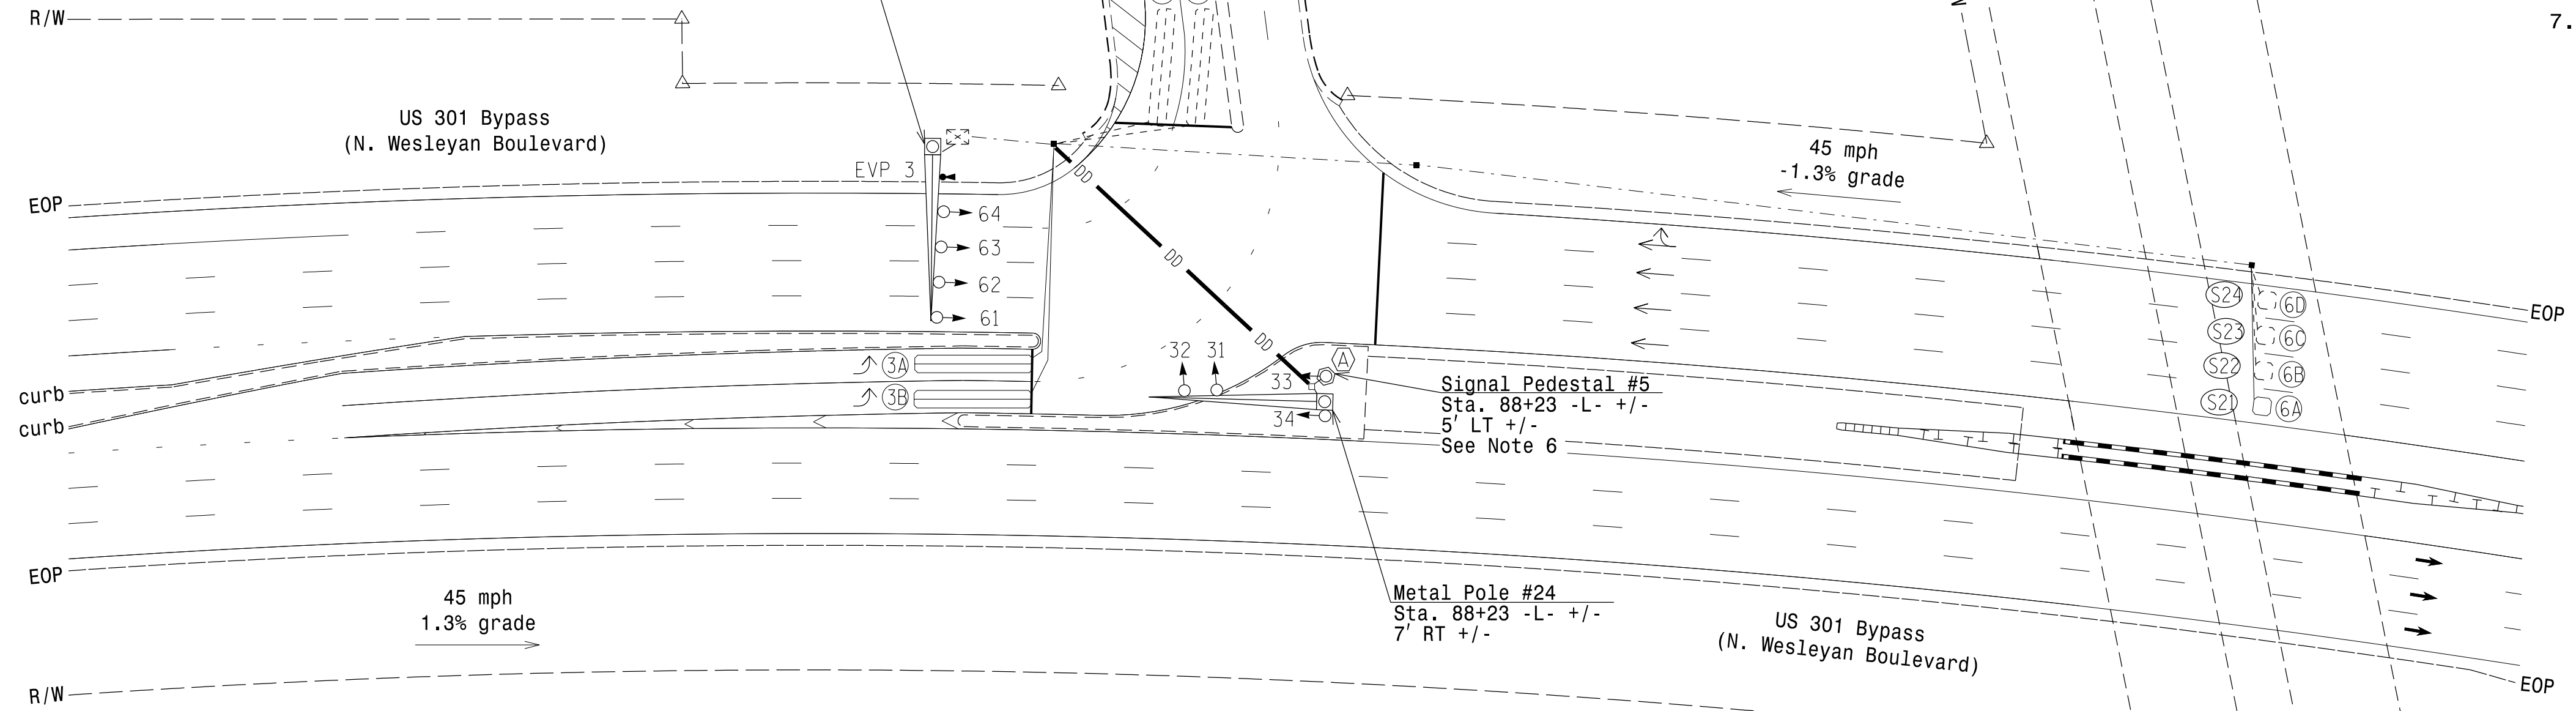 R/W
7.
US 301 Bypass
(N. Wesleyan Boulevard)
45 mph
-1.3% grade
EVP 3
EOP
64
63
62
61
DD
DD
DD
S24
6D
S23
6C
S22
6B
S21
6A
EOP
curb
curb
3A
3B
32
31
33
34
A
Signal Pedestal #5
Sta. 88+23 -L- +/-
5' LT +/-
See Note 6
EOP
45 mph
1.3% grade
Metal Pole #24
Sta. 88+23 -L- +/-
7' RT +/-
US 301 Bypass
(N. Wesleyan Boulevard)
R/W
EOP